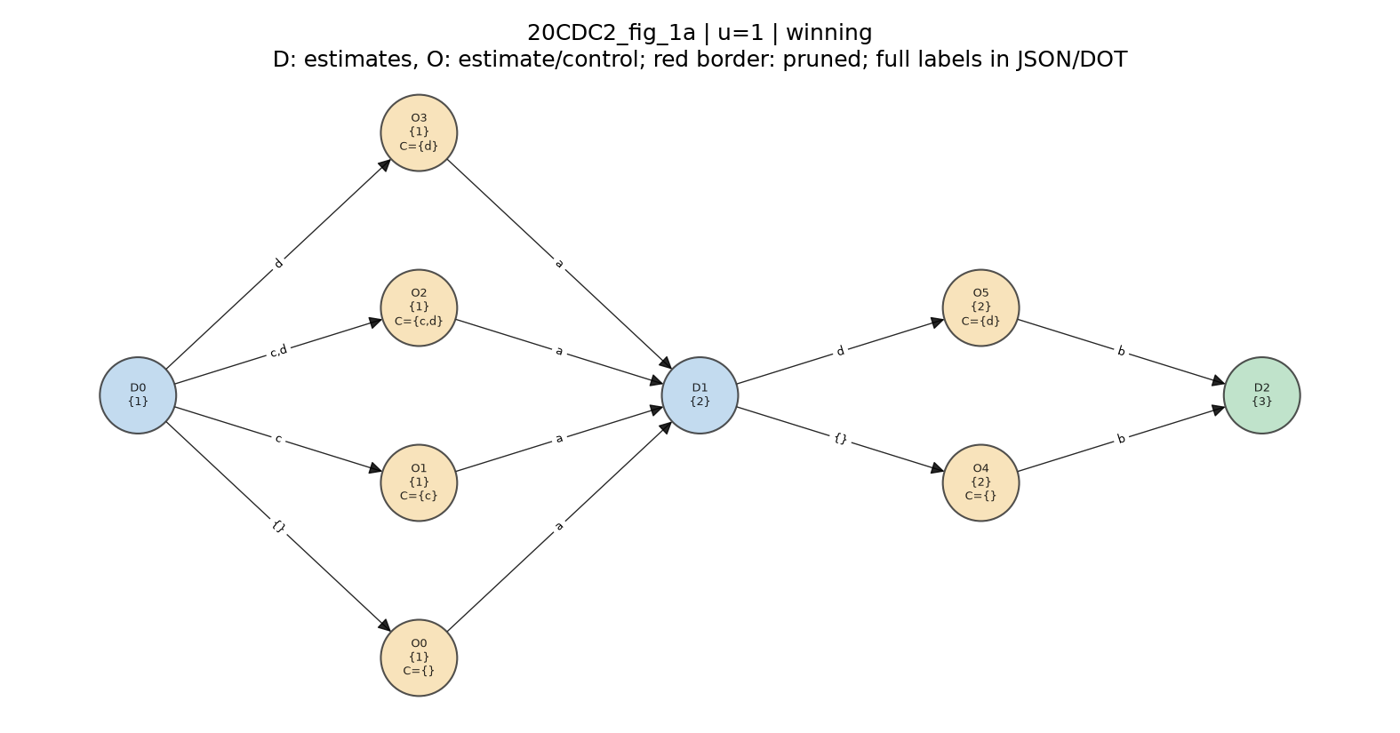 20CDC2_fig_1a | u=1 | winning
D: estimates, O: estimate/control; red border: pruned; full labels in JSON/DOT
O3
{1}
C={d}
d
a
O2
{1}
C={c,d}
c,d
a
O5
{2}
C={d}
d
b
D0
{1}
D1
{2}
D2
{3}
c
a
O1
{1}
C={c}
{}
b
O4
{2}
C={}
{}
a
O0
{1}
C={}